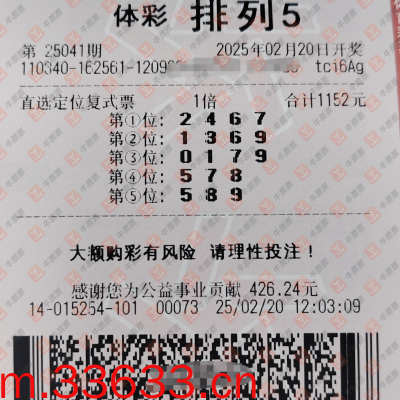 体彩 排列5
第 25041期 2025年02月20日开奖
110340-162561-1209 tci6Ag
直选定位复式票 1倍 合计1152元
第①位: 2 4 6 7
第②位: 1 3 6 9
第③位: 0 1 7 9
第④位: 5 7 8
第⑤位: 5 8 9
大额购彩有风险 请理性投注！
感谢您为公益事业贡献 426.24元
14-015254-101 00073 25/02/20 12:03:09
m.33633.cn